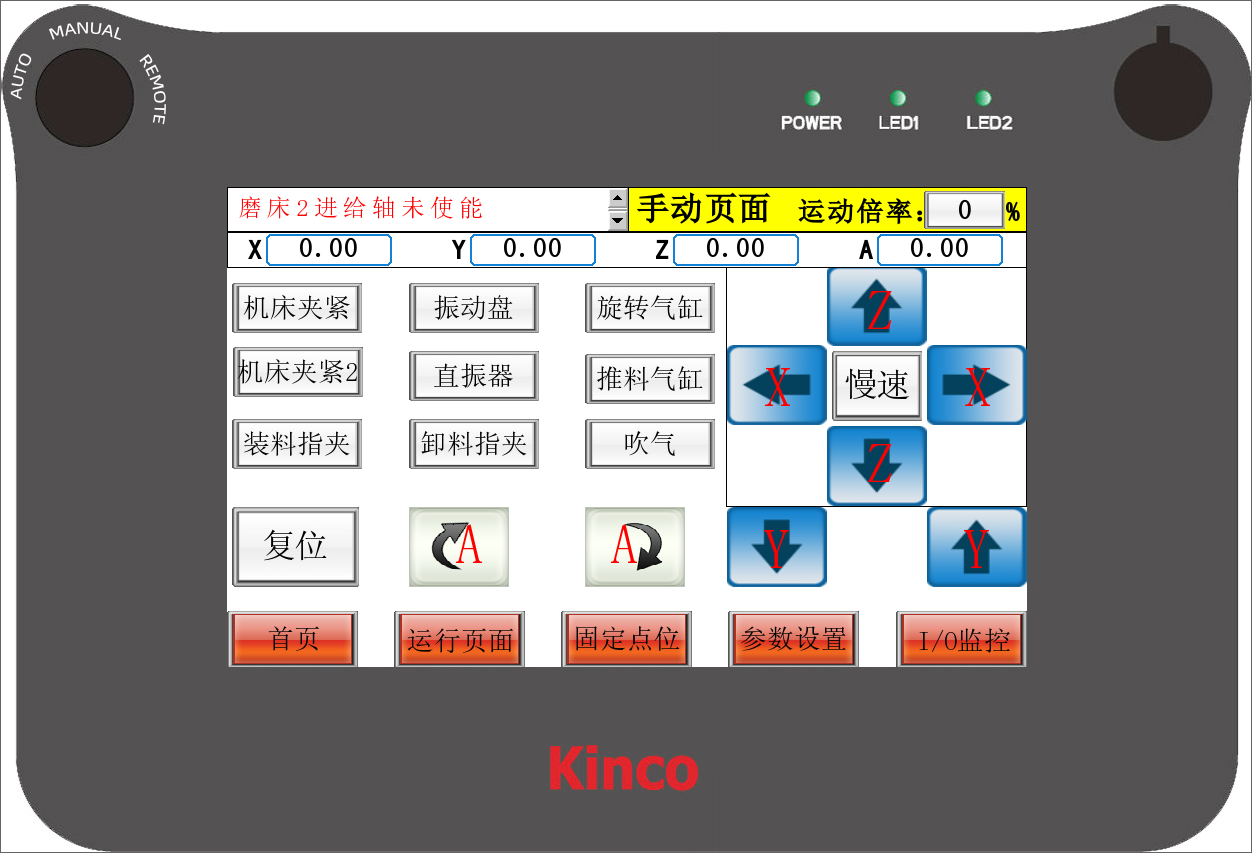 AUTO
MANUAL
REMOTE
POWER
LED1
LED2
磨床2进给轴未使能
手动页面
运动倍率: 0 %
X 0.00 Y 0.00 Z 0.00 A 0.00
机床夹紧 振动盘 旋转气缸
Z
机床夹紧2 直振器 推料气缸
X 慢速 X
装料指夹 卸料指夹 吹气
Z
复位 A A Y Y
首页 运行页面 固定点位 参数设置 I/O监控
Kinco